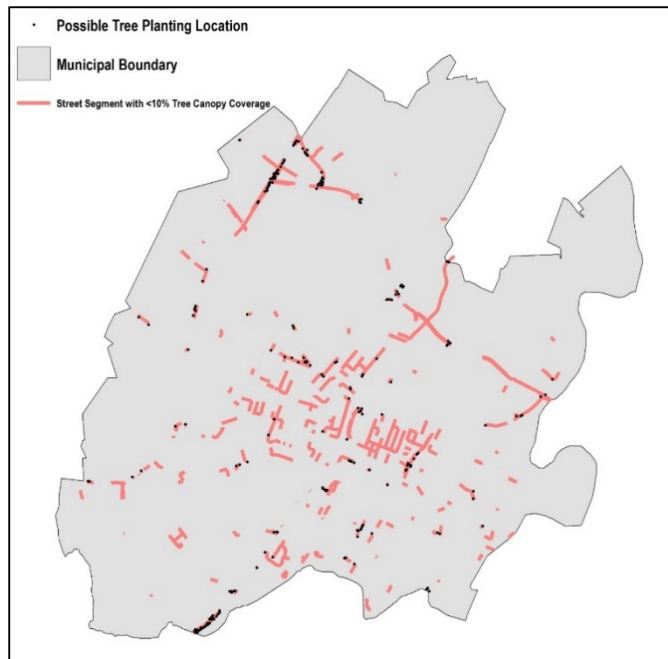 Possible Tree Planting Location
Municipal Boundary
Street Segment with <10% Tree Canopy Coverage